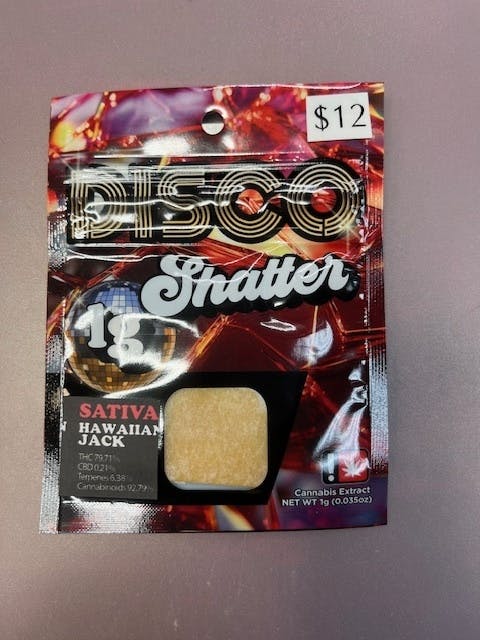 $12
DISCO
Shatter
1g
SATIVA
HAWAIIAN
JACK
THC 79.71%
CBD 0.21%
Terpenes 6.38%
Cannabinoids 92.79%
!
Cannabis Extract
NET WT 1g (0.035oz)